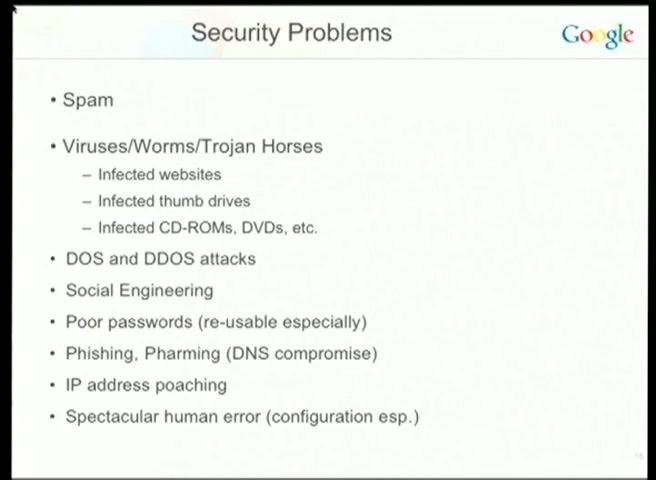 Security Problems
Google
• Spam
• Viruses/Worms/Trojan Horses
– Infected websites
– Infected thumb drives
– Infected CD-ROMs, DVDs, etc.
• DOS and DDOS attacks
• Social Engineering
• Poor passwords (re-usable especially)
• Phishing, Pharming (DNS compromise)
• IP address poaching
• Spectacular human error (configuration esp.)